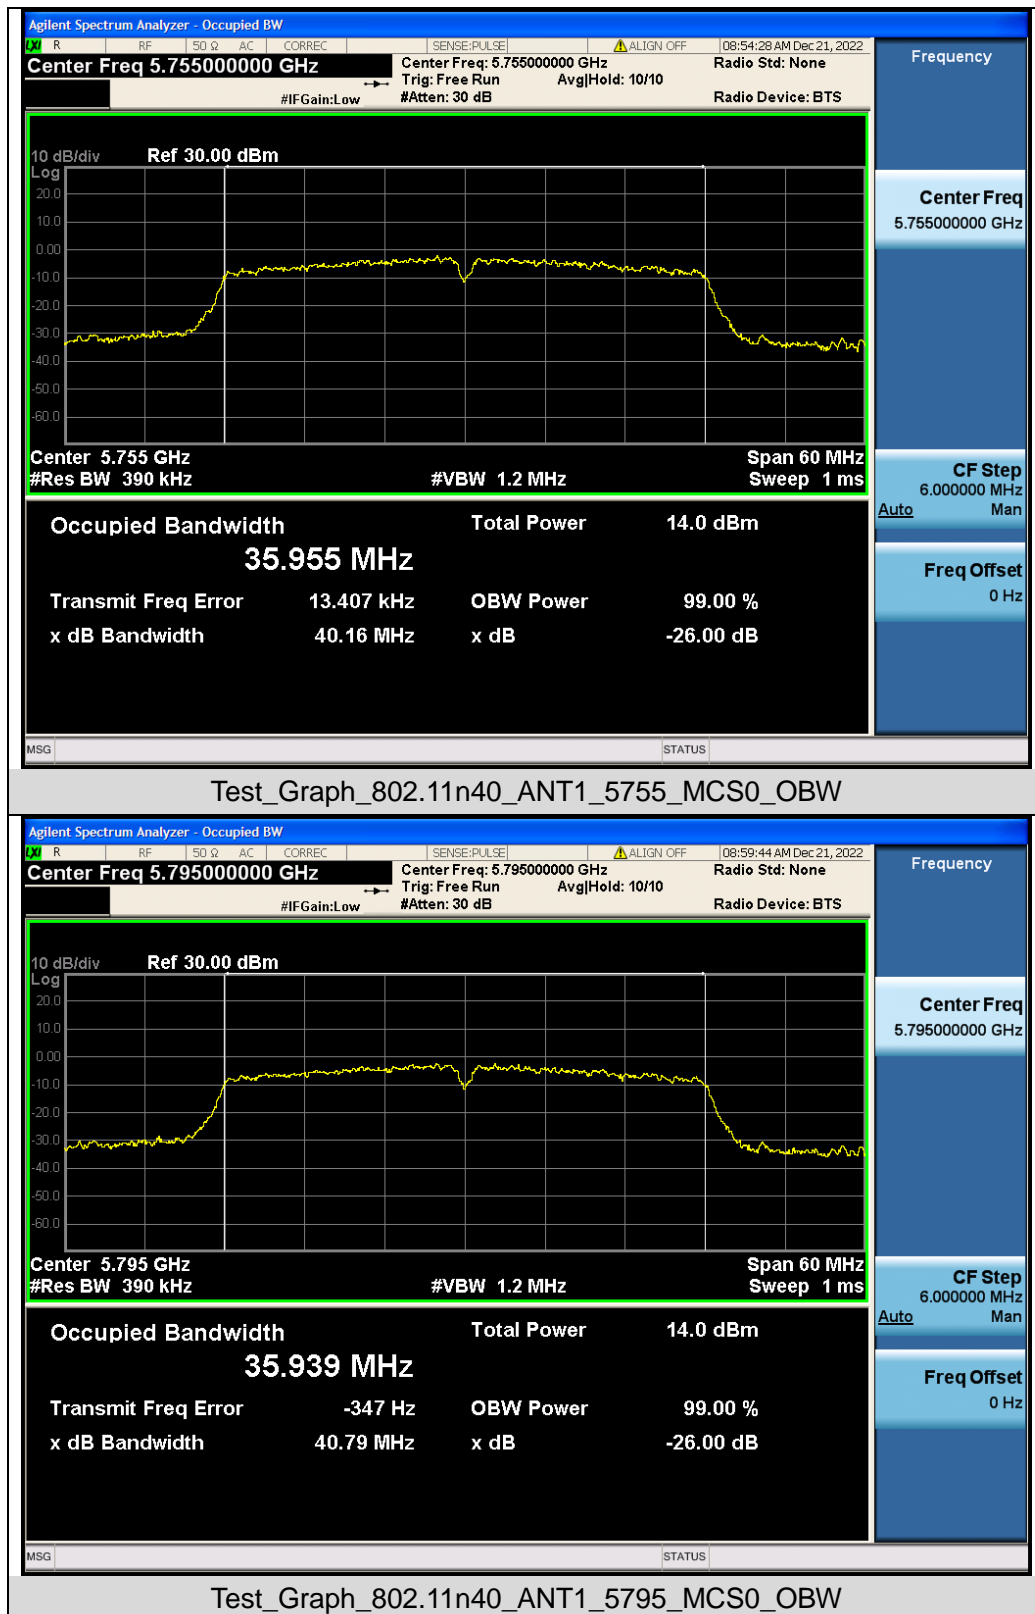 Agilent Spectrum Analyzer - Occupied BW
LXI R RF 50 Ω AC CORREC SENSE:PULSE ALIGN OFF 08:54:28 AM Dec 21, 2022
Center Freq 5.755000000 GHz
Center Freq: 5.755000000 GHz
Radio Std: None
Trig: Free Run Avg|Hold: 10/10
#IFGain:Low
#Atten: 30 dB
Radio Device: BTS
Frequency
10 dB/div Ref 30.00 dBm
Log
20.0
10.0
0.00
-10.0
-20.0
-30.0
-40.0
-50.0
-60.0
Center Freq
5.755000000 GHz
Center 5.755 GHz Span 60 MHz
#Res BW 390 kHz #VBW 1.2 MHz Sweep 1 ms
CF Step
6.000000 MHz
Auto Man
Occupied Bandwidth Total Power 14.0 dBm
35.955 MHz
Freq Offset
0 Hz
Transmit Freq Error 13.407 kHz OBW Power 99.00 %
x dB Bandwidth 40.16 MHz x dB -26.00 dB
MSG STATUS
Test_Graph_802.11n40_ANT1_5755_MCS0_OBW
Agilent Spectrum Analyzer - Occupied BW
LXI R RF 50 Ω AC CORREC SENSE:PULSE ALIGN OFF 08:59:44 AM Dec 21, 2022
Center Freq 5.795000000 GHz
Center Freq: 5.795000000 GHz
Radio Std: None
Trig: Free Run Avg|Hold: 10/10
#IFGain:Low
#Atten: 30 dB
Radio Device: BTS
Frequency
10 dB/div Ref 30.00 dBm
Log
20.0
10.0
0.00
-10.0
-20.0
-30.0
-40.0
-50.0
-60.0
Center Freq
5.795000000 GHz
Center 5.795 GHz Span 60 MHz
#Res BW 390 kHz #VBW 1.2 MHz Sweep 1 ms
CF Step
6.000000 MHz
Auto Man
Occupied Bandwidth Total Power 14.0 dBm
35.939 MHz
Freq Offset
0 Hz
Transmit Freq Error -347 Hz OBW Power 99.00 %
x dB Bandwidth 40.79 MHz x dB -26.00 dB
MSG STATUS
Test_Graph_802.11n40_ANT1_5795_MCS0_OBW